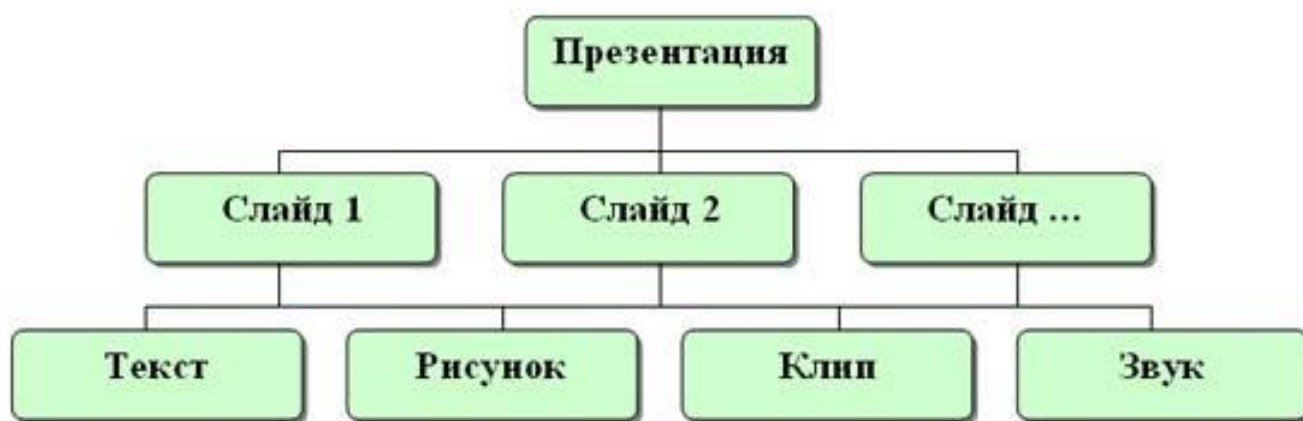 Презентация
Слайд 1
Слайд 2
Слайд ...
Текст
Рисунок
Клип
Звук